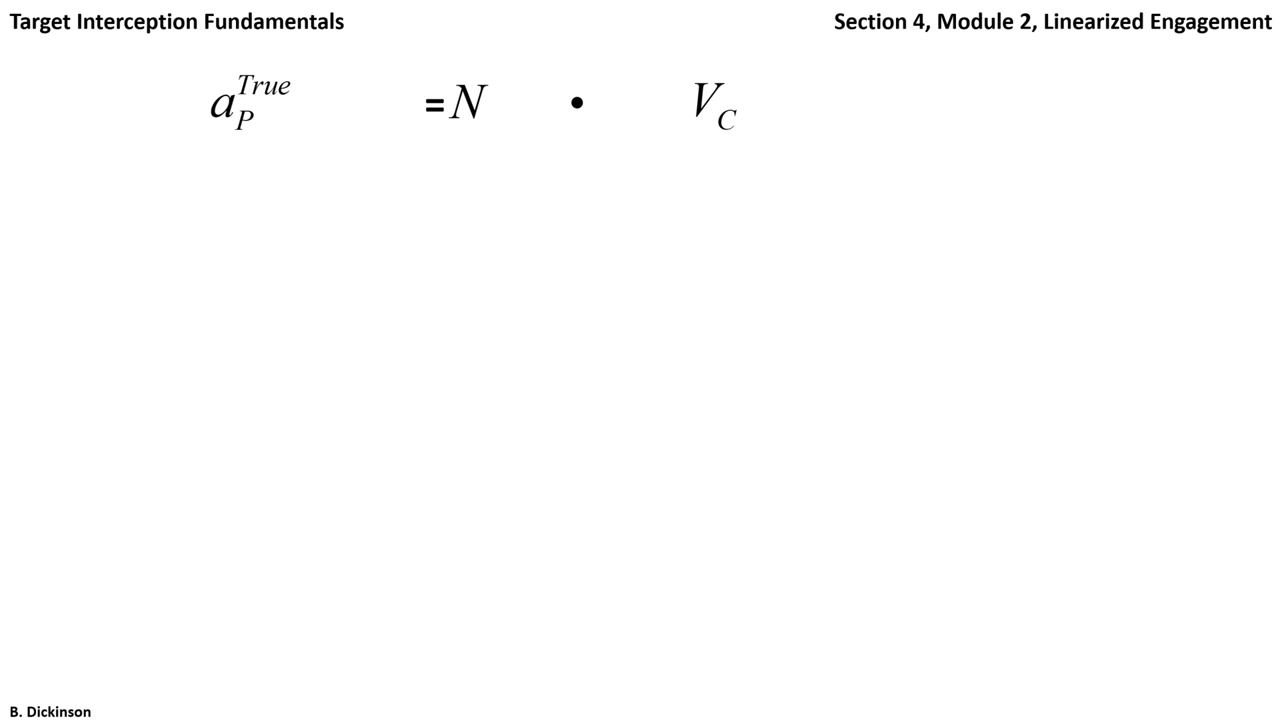 Target Interception Fundamentals Section 4, Module 2, Linearized Engagement
a_P^{True} = N • V_C
B. Dickinson